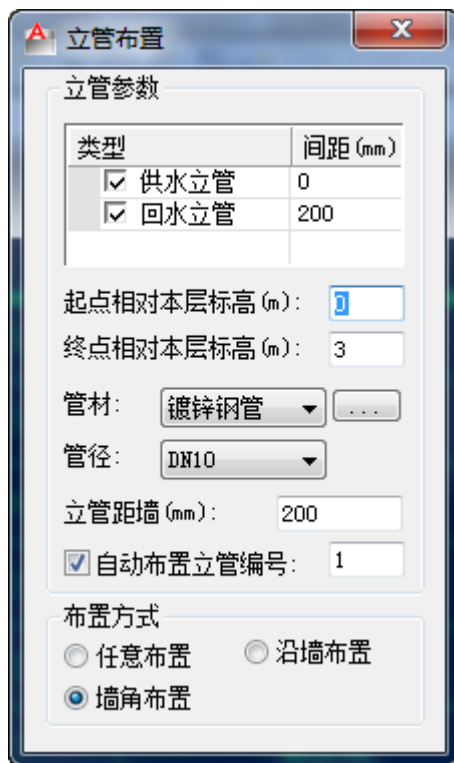 立管布置
立管参数
类型 间距(mm)
供水立管 0
回水立管 200
起点相对本层标高(m): 0
终点相对本层标高(m): 3
管材: 镀锌钢管 ...
管径: DN10
立管距墙(mm): 200
自动布置立管编号: 1
布置方式
任意布置 沿墙布置
墙角布置